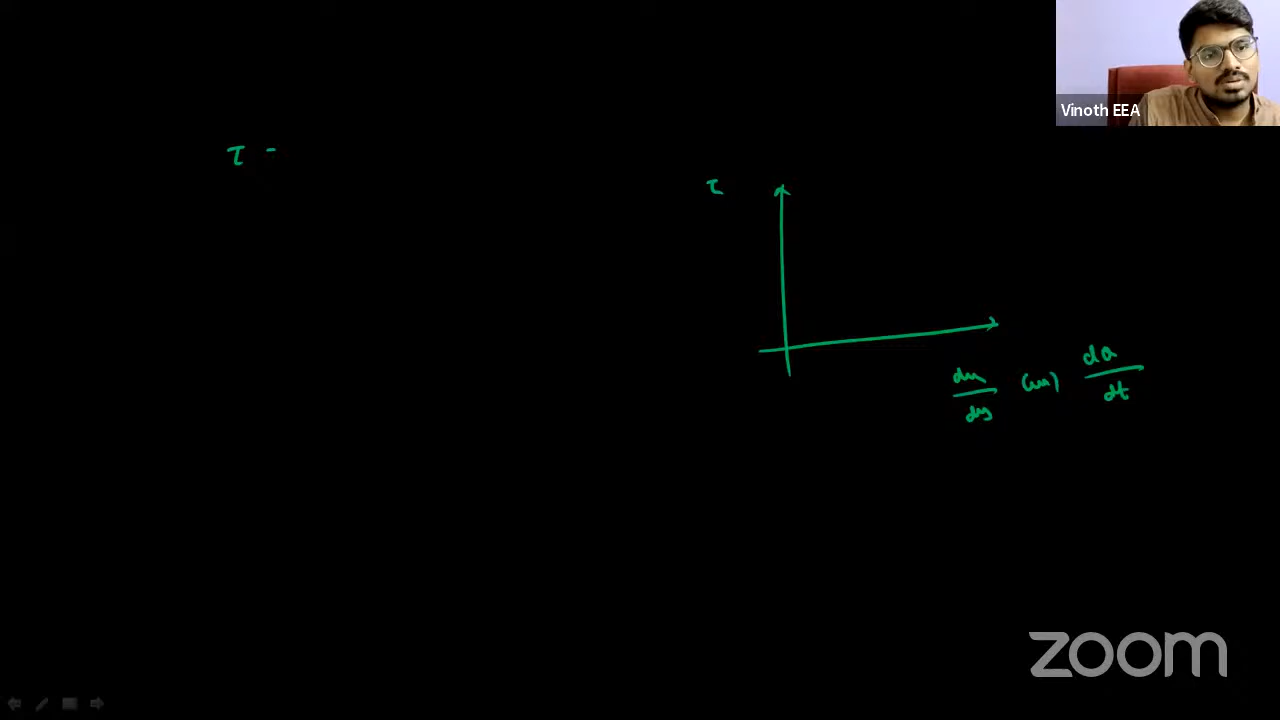 Vinoth EEA
τ =
τ
du/dy (or) dθ/dt
zoom